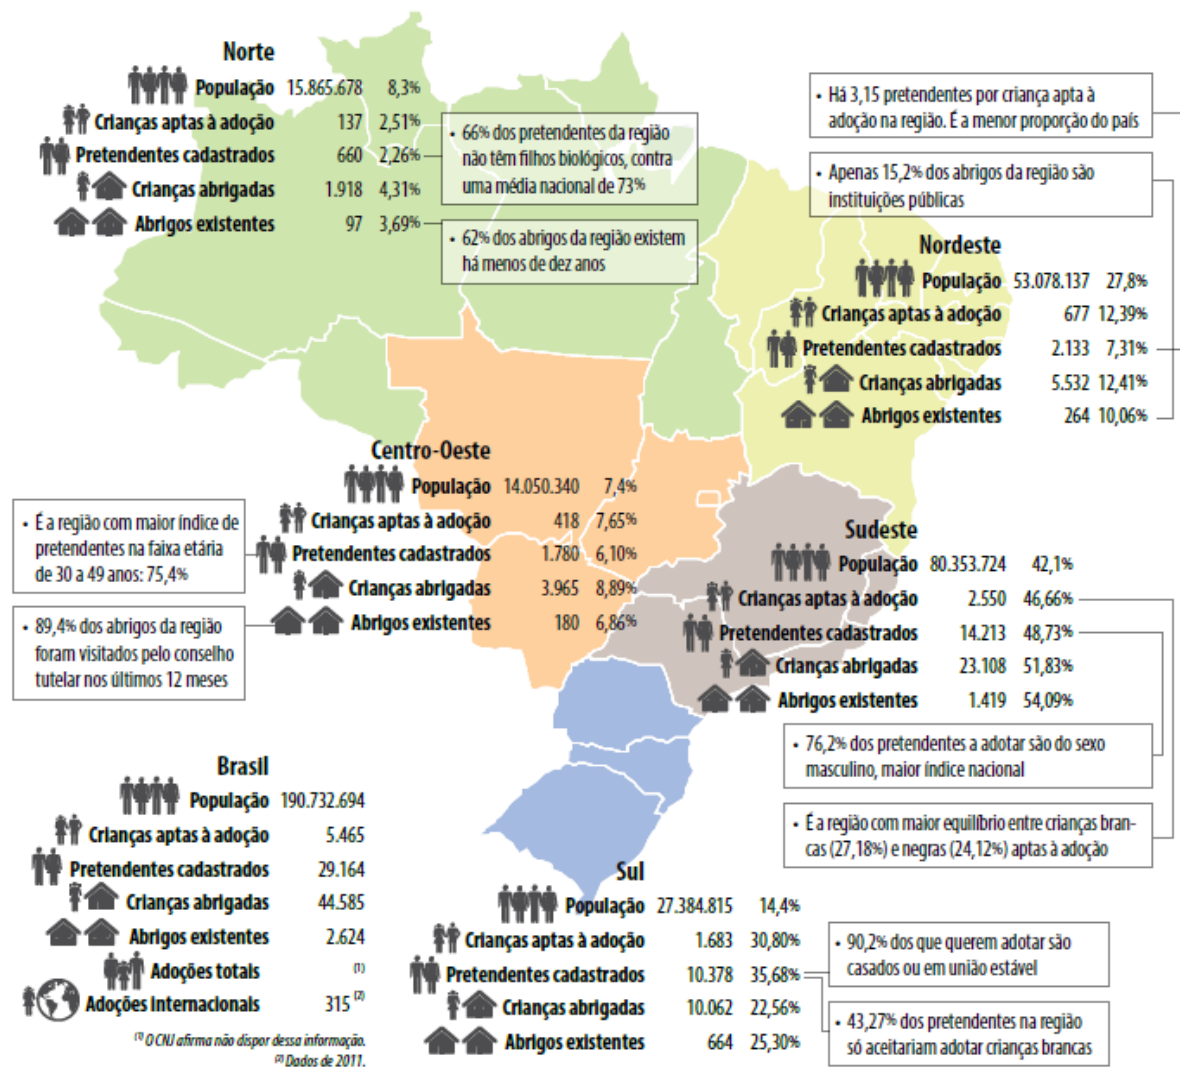 Norte
População 15.865.678 8,3%
Crianças aptas à adoção 137 2,51%
Pretendentes cadastrados 660 2,26%
Crianças abrigadas 1.918 4,31%
Abrigos existentes 97 3,69%
• 66% dos pretendentes da região
não têm filhos biológicos, contra
uma média nacional de 73%
• 62% dos abrigos da região existem
há menos de dez anos
• Há 3,15 pretendentes por criança apta à
adoção na região. É a menor proporção do país
• Apenas 15,2% dos abrigos da região são
instituições públicas
Nordeste
População 53.078.137 27,8%
Crianças aptas à adoção 677 12,39%
Pretendentes cadastrados 2.133 7,31%
Crianças abrigadas 5.532 12,41%
Abrigos existentes 264 10,06%
Centro-Oeste
População 14.050.340 7,4%
Crianças aptas à adoção 418 7,65%
Pretendentes cadastrados 1.780 6,10%
Crianças abrigadas 3.965 8,89%
Abrigos existentes 180 6,86%
• É a região com maior índice de
pretendentes na faixa etária
de 30 a 49 anos: 75,4%
• 89,4% dos abrigos da região
foram visitados pelo conselho
tutelar nos últimos 12 meses
Sudeste
População 80.353.724 42,1%
Crianças aptas à adoção 2.550 46,66%
Pretendentes cadastrados 14.213 48,73%
Crianças abrigadas 23.108 51,83%
Abrigos existentes 1.419 54,09%
• 76,2% dos pretendentes a adotar são do sexo
masculino, maior índice nacional
• É a região com maior equilíbrio entre crianças bran-
cas (27,18%) e negras (24,12%) aptas à adoção
Brasil
População 190.732.694
Crianças aptas à adoção 5.465
Pretendentes cadastrados 29.164
Crianças abrigadas 44.585
Abrigos existentes 2.624
Adoções totais (1)
Adoções internacionais 315 (2)
(1) O CNJ afirma não dispor dessa informação.
(2) Dados de 2011.
Sul
População 27.384.815 14,4%
Crianças aptas à adoção 1.683 30,80%
Pretendentes cadastrados 10.378 35,68%
Crianças abrigadas 10.062 22,56%
Abrigos existentes 664 25,30%
• 90,2% dos que querem adotar são
casados ou em união estável
• 43,27% dos pretendentes na região
só aceitariam adotar crianças brancas